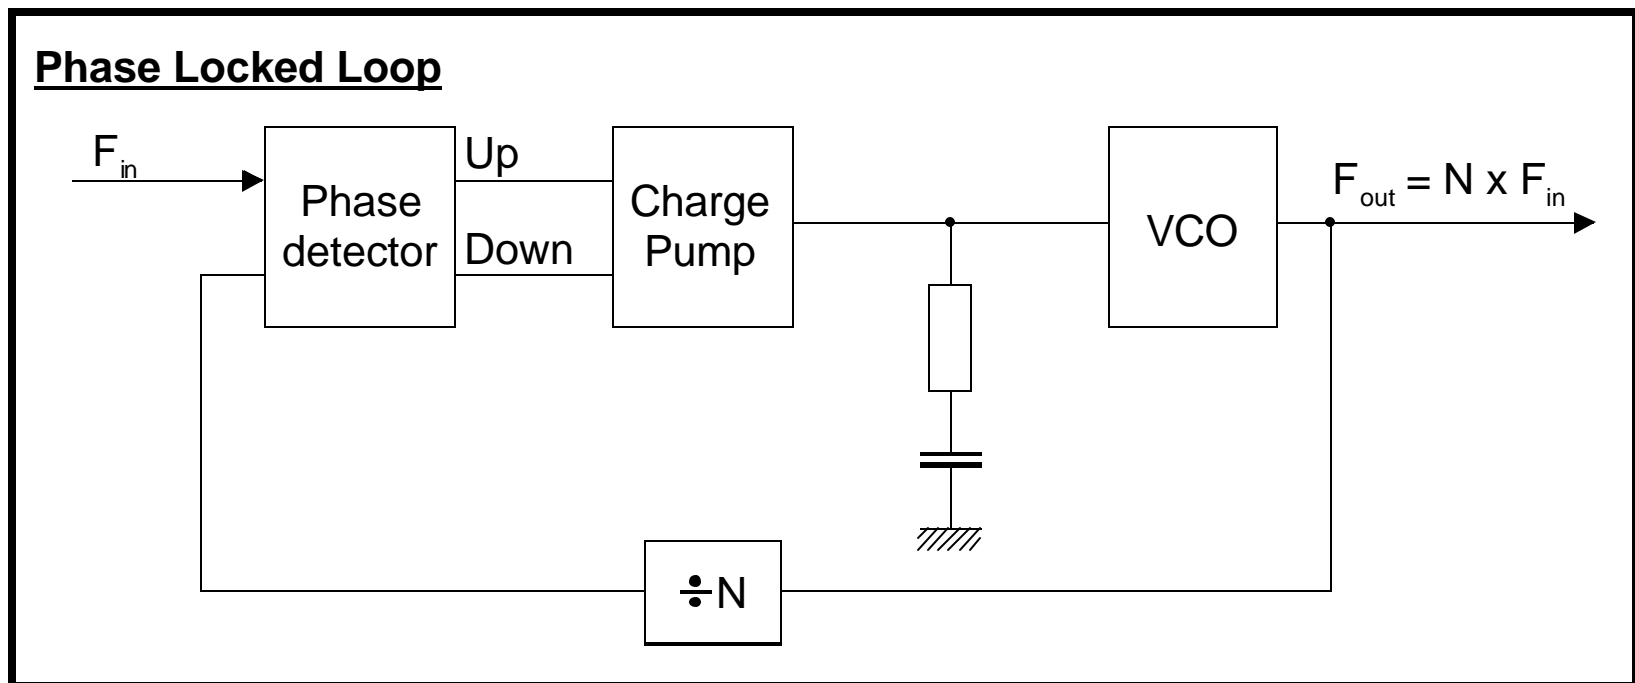 Phase Locked Loop
F_in
Phase
detector
Up
Down
Charge
Pump
VCO
F_out = N x F_in
÷N